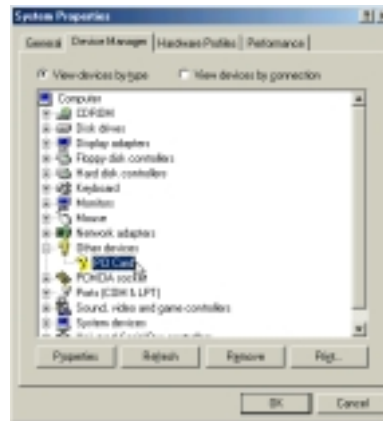 System Properties
General Device Manager Hardware Profiles Performance
View devices by type View devices by connection
Computer
CDROM
Disk drives
Display adapters
Floppy disk controllers
Hard disk controllers
Keyboard
Monitors
Mouse
Network adapters
Other devices
PCI Card
PCMCIA socket
Ports (COM & LPT)
Sound, video and game controllers
System devices
Properties Refresh Remove Print...
OK Cancel